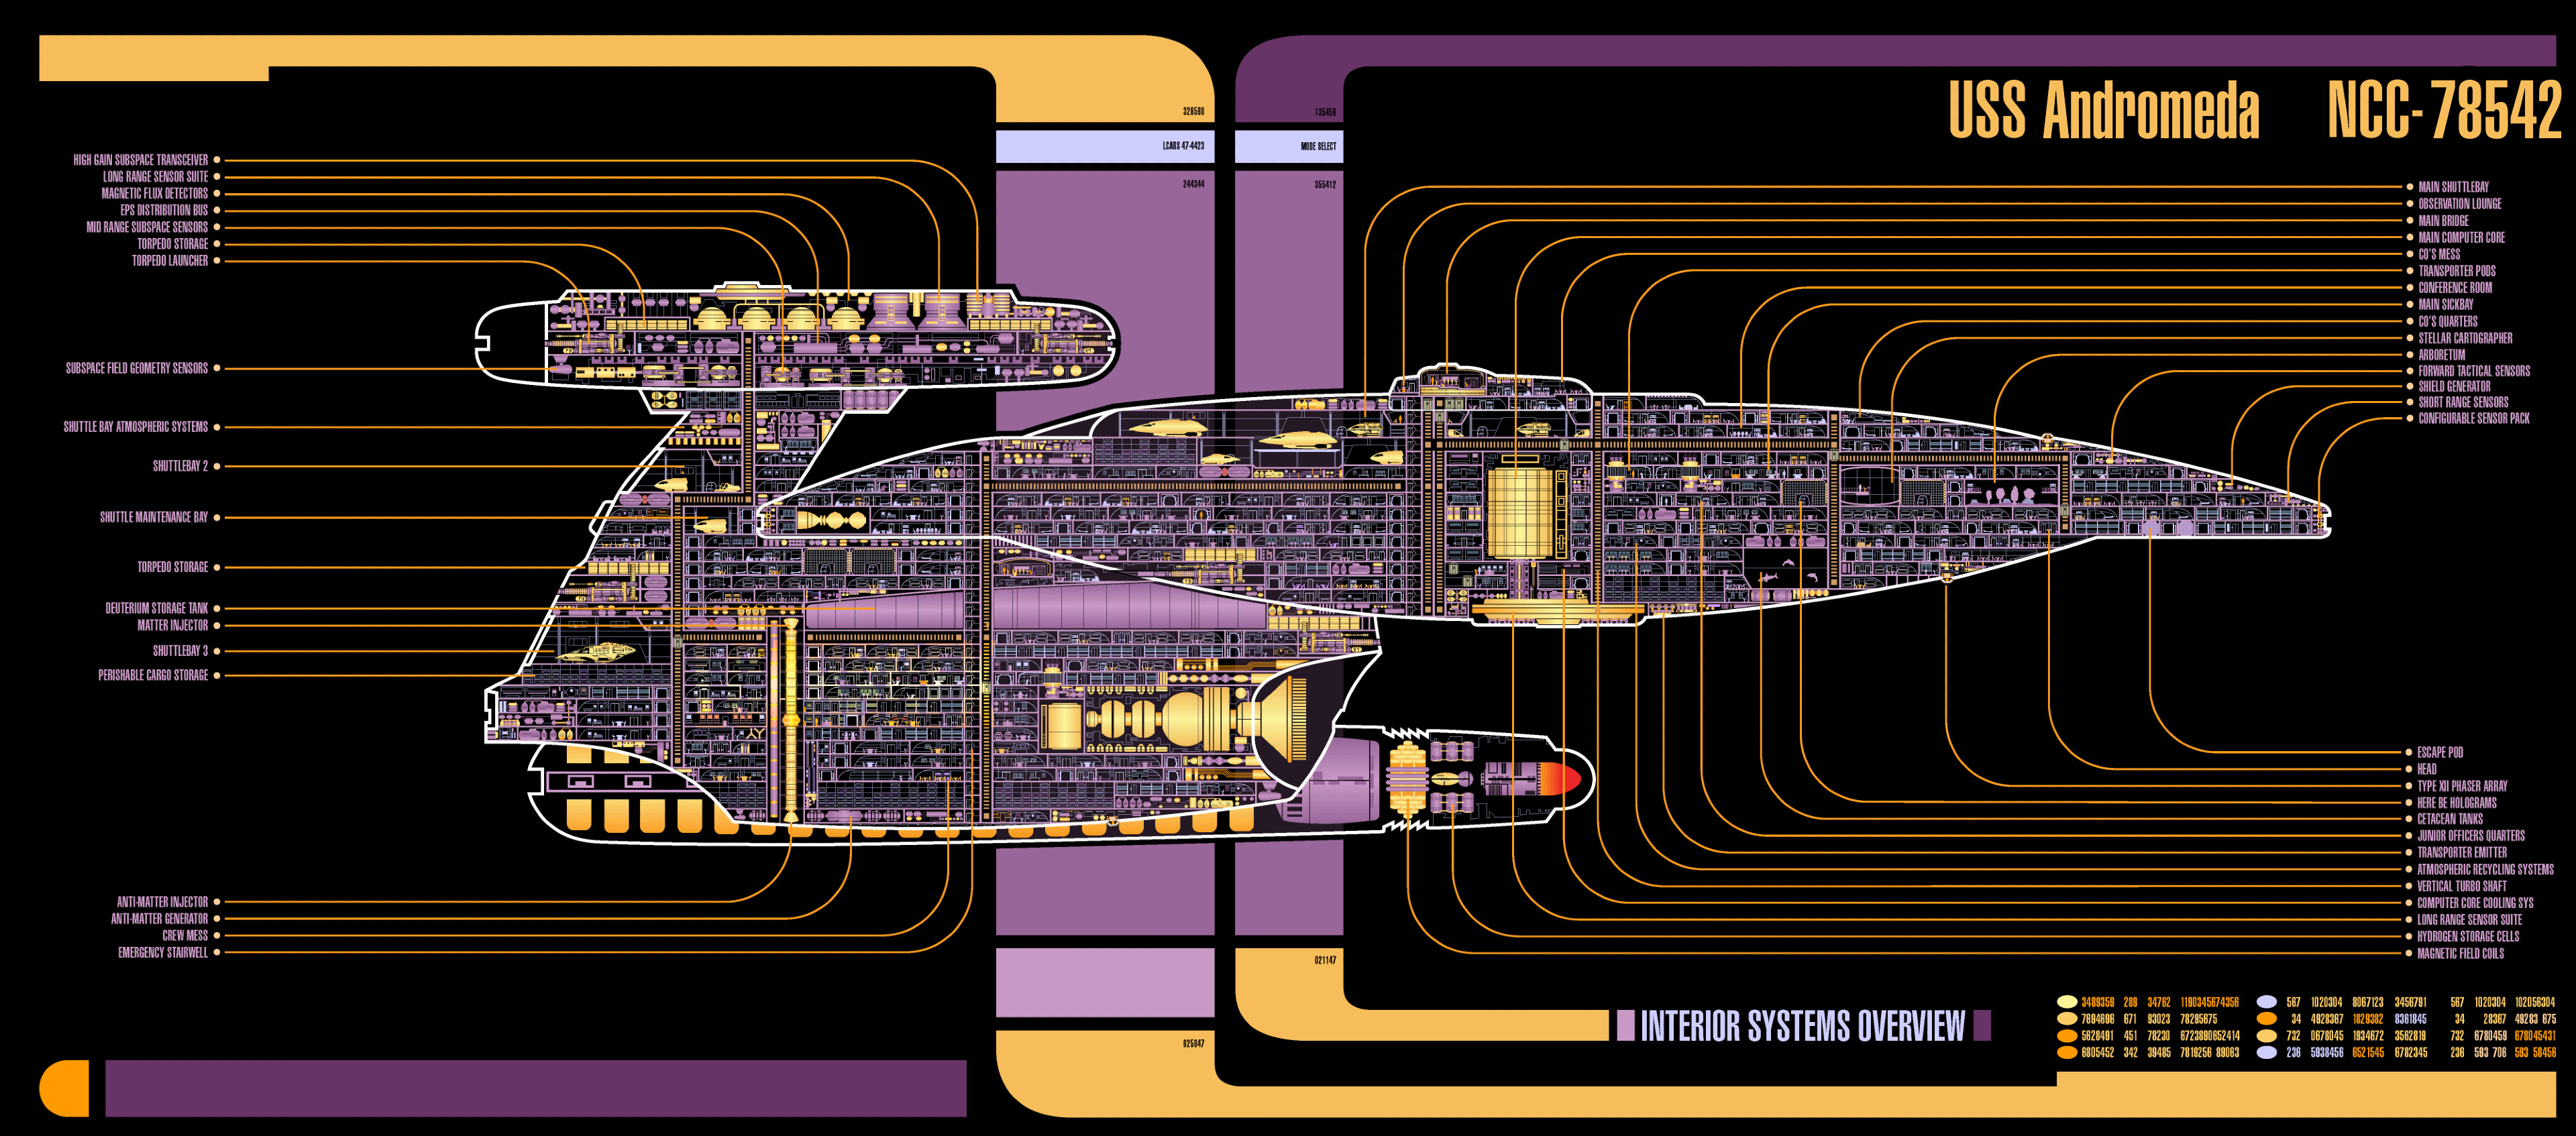 USS Andromeda NCC-78542
328598
135458
LCARS 47-4423
MODE SELECT
244344
355412
HIGH GAIN SUBSPACE TRANSCEIVER
LONG RANGE SENSOR SUITE
MAGNETIC FLUX DETECTORS
EPS DISTRIBUTION BUS
MID RANGE SUBSPACE SENSORS
TORPEDO STORAGE
TORPEDO LAUNCHER
SUBSPACE FIELD GEOMETRY SENSORS
SHUTTLE BAY ATMOSPHERIC SYSTEMS
SHUTTLEBAY 2
SHUTTLE MAINTENANCE BAY
TORPEDO STORAGE
DEUTERIUM STORAGE TANK
MATTER INJECTOR
SHUTTLEBAY 3
PERISHABLE CARGO STORAGE
ANTI-MATTER INJECTOR
ANTI-MATTER GENERATOR
CREW MESS
EMERGENCY STAIRWELL
MAIN SHUTTLEBAY
OBSERVATION LOUNGE
MAIN BRIDGE
MAIN COMPUTER CORE
CO'S MESS
TRANSPORTER PODS
CONFERENCE ROOM
MAIN SICKBAY
CO'S QUARTERS
STELLAR CARTOGRAPHER
ARBORETUM
FORWARD TACTICAL SENSORS
SHIELD GENERATOR
SHORT RANGE SENSORS
CONFIGURABLE SENSOR PACK
ESCAPE POD
HEAD
TYPE XII PHASER ARRAY
HERE BE HOLOGRAMS
CETACEAN TANKS
JUNIOR OFFICERS QUARTERS
TRANSPORTER EMITTER
ATMOSPHERIC RECYCLING SYSTEMS
VERTICAL TURBO SHAFT
COMPUTER CORE COOLING SYS
LONG RANGE SENSOR SUITE
HYDROGEN STORAGE CELLS
MAGNETIC FIELD COILS
021147
625847
INTERIOR SYSTEMS OVERVIEW
3489359 289 34762 1190345674356 567 1020304 8067123 3456791 567 1020304 102056304
7694696 671 93023 78295675 34 4928367 1829382 8361845 34 28367 49283 675
5628491 451 78230 6723890652414 732 0678045 1934672 3562819 732 6780459 678045431
6805452 342 39485 7819256 89063 236 5938456 6521545 6782345 236 593 706 593 58456